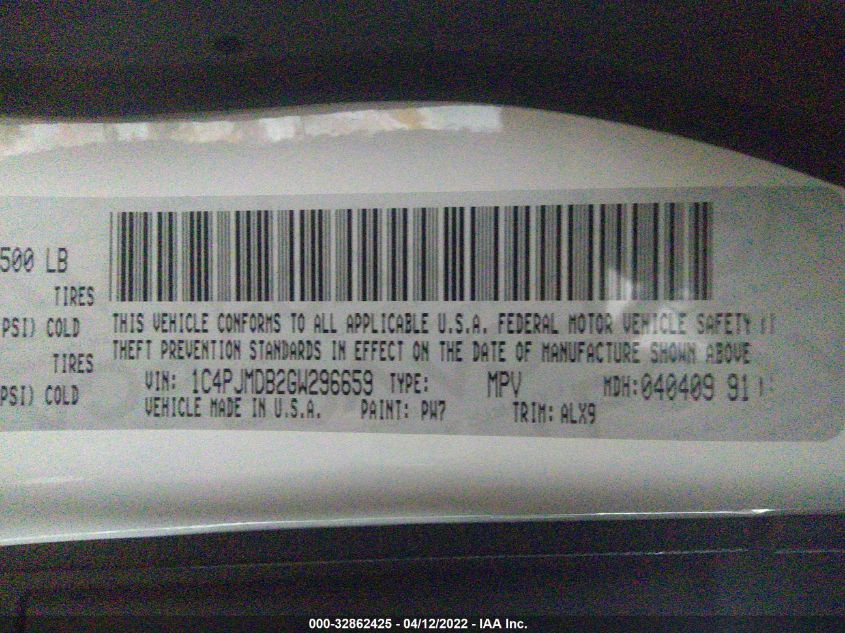 500 LB
TIRES
PSI) COLD
TIRES
PSI) COLD
THIS VEHICLE CONFORMS TO ALL APPLICABLE U.S.A. FEDERAL MOTOR VEHICLE SAFETY
THEFT PREVENTION STANDARDS IN EFFECT ON THE DATE OF MANUFACTURE SHOWN ABOVE
VIN: 1C4PJMDB2GW296659 TYPE: MPV MDH:040409 91
VEHICLE MADE IN U.S.A. PAINT: PW7 TRIM: ALX9
000-32862425 - 04/12/2022 - IAA Inc.